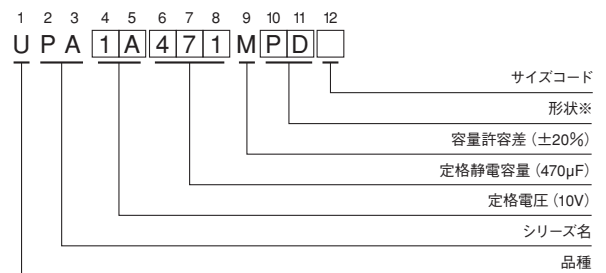 1 2 3 4 5 6 7 8 9 10 11 12
U P A 1 A 4 7 1 M P D
サイズコード
形状※
容量許容差（±20%）
定格静電容量（470µF）
定格電圧（10V）
シリーズ名
品種